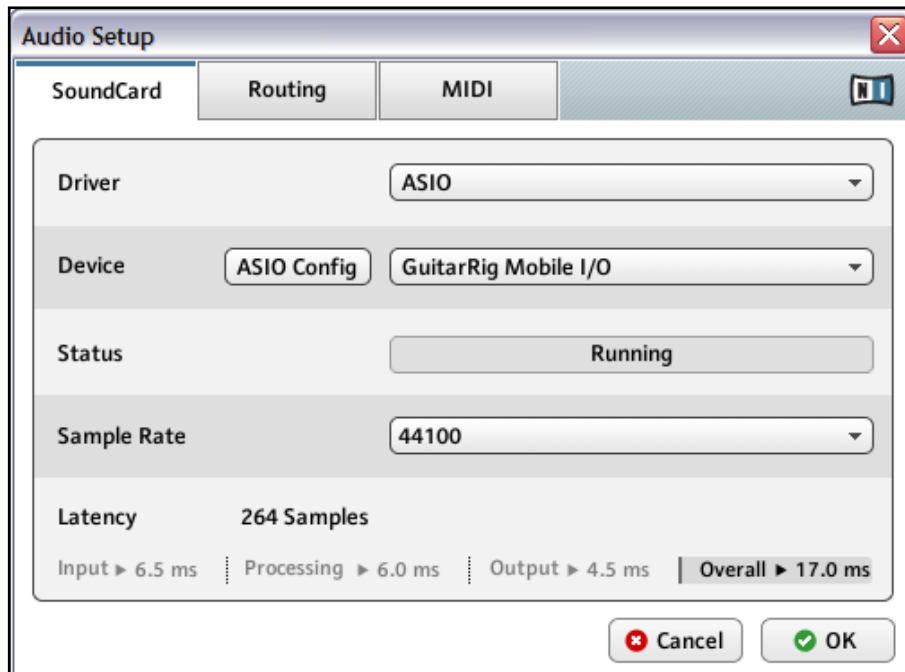 Audio Setup
SoundCard Routing MIDI NI
Driver ASIO
Device ASIO Config GuitarRig Mobile I/O
Status Running
Sample Rate 44100
Latency 264 Samples
Input ▸ 6.5 ms Processing ▸ 6.0 ms Output ▸ 4.5 ms Overall ▸ 17.0 ms
Cancel OK